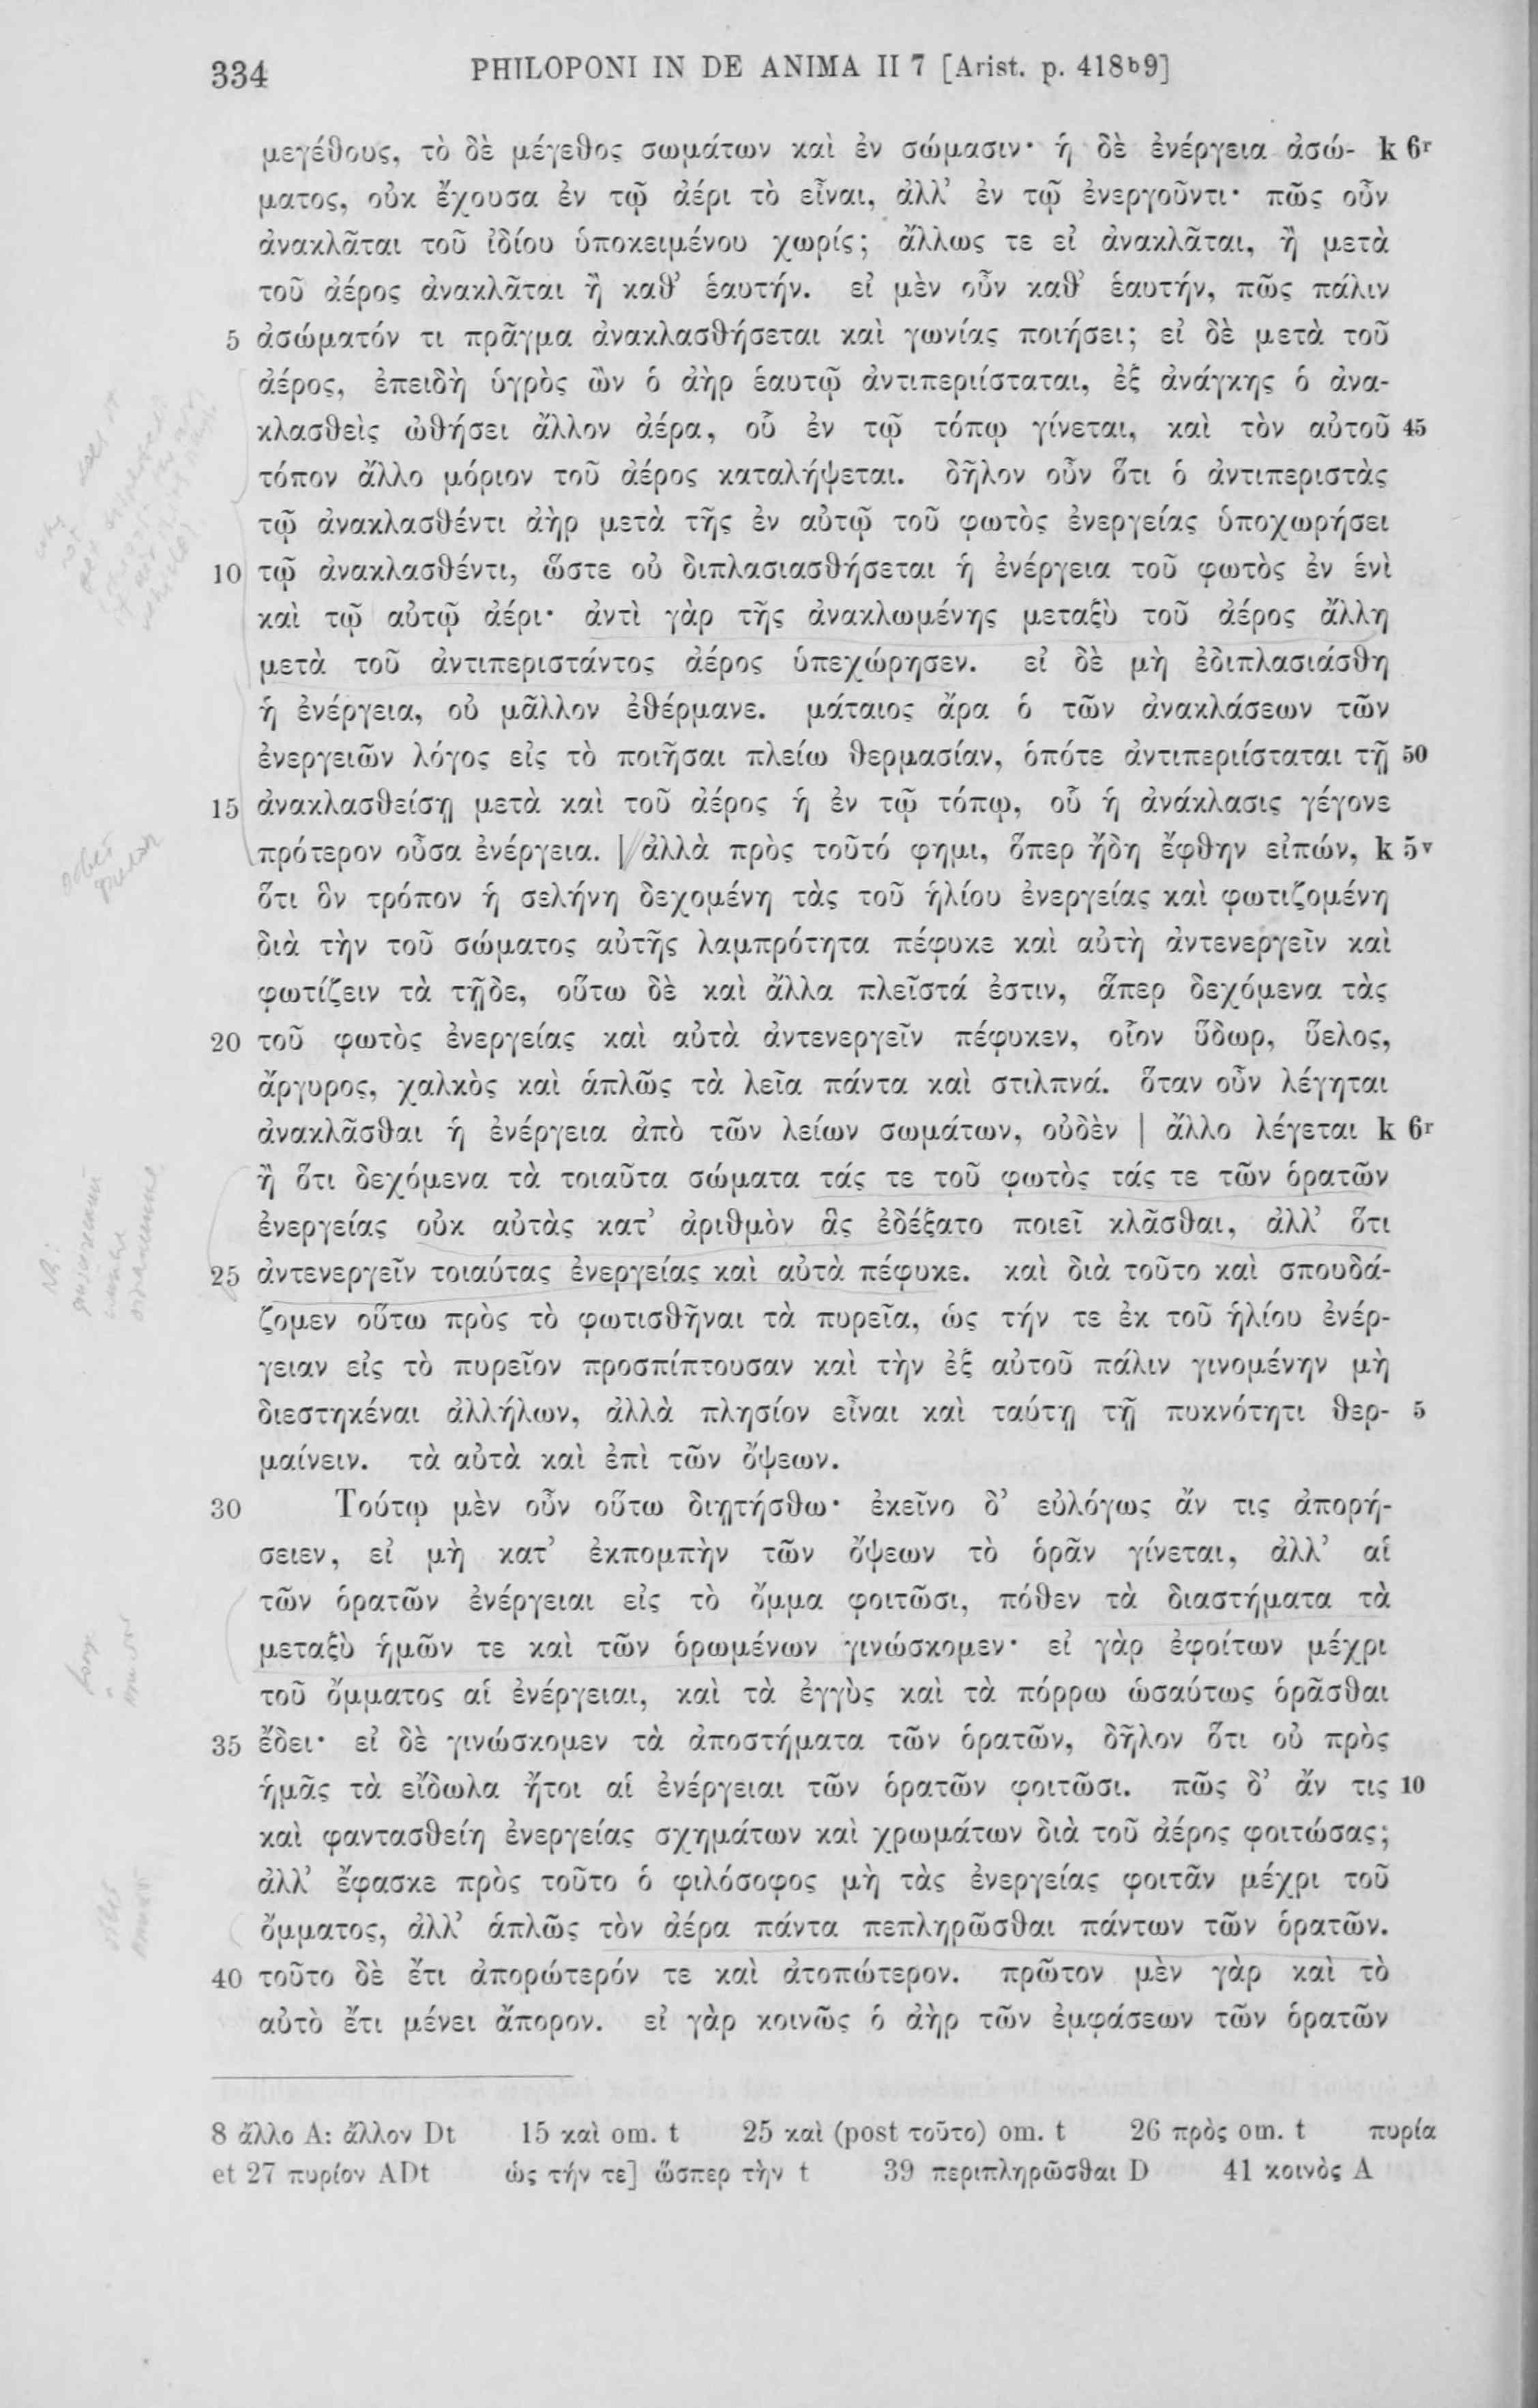 334 PHILOPONI IN DE ANIMA II 7 [Arist. p. 418b9]
μεγέθους, τὸ δὲ μέγεθος σωμάτων καὶ ἐν σώμασιν· ἡ δὲ ἐνέργεια ἀσώ- k 6r
ματος, οὐκ ἔχουσα ἐν τῷ ἀέρι τὸ εἶναι, ἀλλ’ ἐν τῷ ἐνεργοῦντι· πῶς οὖν
ἀνακλᾶται τοῦ ἰδίου ὑποκειμένου χωρίς; ἄλλως τε εἰ ἀνακλᾶται, ἢ μετὰ
τοῦ ἀέρος ἀνακλᾶται ἢ καθ’ ἑαυτήν. εἰ μὲν οὖν καθ’ ἑαυτήν, πῶς πάλιν
5 ἀσώματόν τι πρᾶγμα ἀνακλασθήσεται καὶ γωνίας ποιήσει; εἰ δὲ μετὰ τοῦ
ἀέρος, ἐπειδὴ ὑγρὸς ὢν ὁ ἀὴρ ἑαυτῷ ἀντιπεριίσταται, ἐξ ἀνάγκης ὁ ἀνα-
κλασθεὶς ὠθήσει ἄλλον ἀέρα, οὗ ἐν τῷ τόπῳ γίνεται, καὶ τὸν αὐτοῦ 45
τόπον ἄλλο μόριον τοῦ ἀέρος καταλήψεται. δῆλον οὖν ὅτι ὁ ἀντιπεριστὰς
τῷ ἀνακλασθέντι ἀὴρ μετὰ τῆς ἐν αὐτῷ τοῦ φωτὸς ἐνεργείας ὑποχωρήσει
10 τῷ ἀνακλασθέντι, ὥστε οὐ διπλασιασθήσεται ἡ ἐνέργεια τοῦ φωτὸς ἐν ἑνὶ
καὶ τῷ αὐτῷ ἀέρι· ἀντὶ γὰρ τῆς ἀνακλωμένης μεταξὺ τοῦ ἀέρος ἄλλη
μετὰ τοῦ ἀντιπεριστάντος ἀέρος ὑπεχώρησεν. εἰ δὲ μὴ ἐδιπλασιάσθη
ἡ ἐνέργεια, οὐ μᾶλλον ἐθέρμανε. μάταιος ἄρα ὁ τῶν ἀνακλάσεων τῶν
ἐνεργειῶν λόγος εἰς τὸ ποιῆσαι πλείω θερμασίαν, ὁπότε ἀντιπεριίσταται τῇ 50
15 ἀνακλασθείσῃ μετὰ καὶ τοῦ ἀέρος ἡ ἐν τῷ τόπῳ, οὗ ἡ ἀνάκλασις γέγονε
πρότερον οὖσα ἐνέργεια. | ἀλλὰ πρὸς τοῦτό φημι, ὅπερ ἤδη ἔφθην εἰπών, k 5v
ὅτι ὃν τρόπον ἡ σελήνη δεχομένη τὰς τοῦ ἡλίου ἐνεργείας καὶ φωτιζομένη
διὰ τὴν τοῦ σώματος αὐτῆς λαμπρότητα πέφυκε καὶ αὐτὴ ἀντενεργεῖν καὶ
φωτίζειν τὰ τῇδε, οὕτω δὲ καὶ ἄλλα πλεῖστά ἐστιν, ἅπερ δεχόμενα τὰς
20 τοῦ φωτὸς ἐνεργείας καὶ αὐτὰ ἀντενεργεῖν πέφυκεν, οἷον ὕδωρ, ὕελος,
ἄργυρος, χαλκὸς καὶ ἁπλῶς τὰ λεῖα πάντα καὶ στιλπνά. ὅταν οὖν λέγηται
ἀνακλᾶσθαι ἡ ἐνέργεια ἀπὸ τῶν λείων σωμάτων, οὐδὲν | ἄλλο λέγεται k 6r
ἢ ὅτι δεχόμενα τὰ τοιαῦτα σώματα τάς τε τοῦ φωτὸς τάς τε τῶν ὁρατῶν
ἐνεργείας οὐκ αὐτὰς κατ’ ἀριθμὸν ἃς ἐδέξατο ποιεῖ κλᾶσθαι, ἀλλ’ ὅτι
25 ἀντενεργεῖν τοιαύτας ἐνεργείας καὶ αὐτὰ πέφυκε. καὶ διὰ τοῦτο καὶ σπουδά-
ζομεν οὕτω πρὸς τὸ φωτισθῆναι τὰ πυρεῖα, ὡς τήν τε ἐκ τοῦ ἡλίου ἐνέρ-
γειαν εἰς τὸ πυρεῖον προσπίπτουσαν καὶ τὴν ἐξ αὐτοῦ πάλιν γινομένην μὴ
διεστηκέναι ἀλλήλων, ἀλλὰ πλησίον εἶναι καὶ ταύτῃ τῇ πυκνότητι θερ- 5
μαίνειν. τὰ αὐτὰ καὶ ἐπὶ τῶν ὄψεων.
30 Τούτῳ μὲν οὖν οὕτω διῃτήσθω· ἐκεῖνο δ’ εὐλόγως ἄν τις ἀπορή-
σειεν, εἰ μὴ κατ’ ἐκπομπὴν τῶν ὄψεων τὸ ὁρᾶν γίνεται, ἀλλ’ αἱ
τῶν ὁρατῶν ἐνέργειαι εἰς τὸ ὄμμα φοιτῶσι, πόθεν τὰ διαστήματα τὰ
μεταξὺ ἡμῶν τε καὶ τῶν ὁρωμένων γινώσκομεν· εἰ γὰρ ἐφοίτων μέχρι
τοῦ ὄμματος αἱ ἐνέργειαι, καὶ τὰ ἐγγὺς καὶ τὰ πόρρω ὡσαύτως ὁρᾶσθαι
35 ἔδει· εἰ δὲ γινώσκομεν τὰ ἀποστήματα τῶν ὁρατῶν, δῆλον ὅτι οὐ πρὸς
ἡμᾶς τὰ εἴδωλα ἤτοι αἱ ἐνέργειαι τῶν ὁρατῶν φοιτῶσι. πῶς δ’ ἄν τις 10
καὶ φαντασθείη ἐνεργείας σχημάτων καὶ χρωμάτων διὰ τοῦ ἀέρος φοιτώσας;
ἀλλ’ ἔφασκε πρὸς τοῦτο ὁ φιλόσοφος μὴ τὰς ἐνεργείας φοιτᾶν μέχρι τοῦ
ὄμματος, ἀλλ’ ἁπλῶς τὸν ἀέρα πάντα πεπληρῶσθαι πάντων τῶν ὁρατῶν.
40 τοῦτο δὲ ἔτι ἀπορώτερόν τε καὶ ἀτοπώτερον. πρῶτον μὲν γὰρ καὶ τὸ
αὐτὸ ἔτι μένει ἄπορον. εἰ γὰρ κοινῶς ὁ ἀὴρ τῶν ἐμφάσεων τῶν ὁρατῶν
8 ἄλλο A: ἄλλον Dt 15 καὶ om. t 25 καὶ (post τοῦτο) om. t 26 πρὸς om. t πυρία
et 27 πυρίον ADt ὡς τήν τε] ὥσπερ τὴν t 39 περιπληρῶσθαι D 41 κοινὸς A